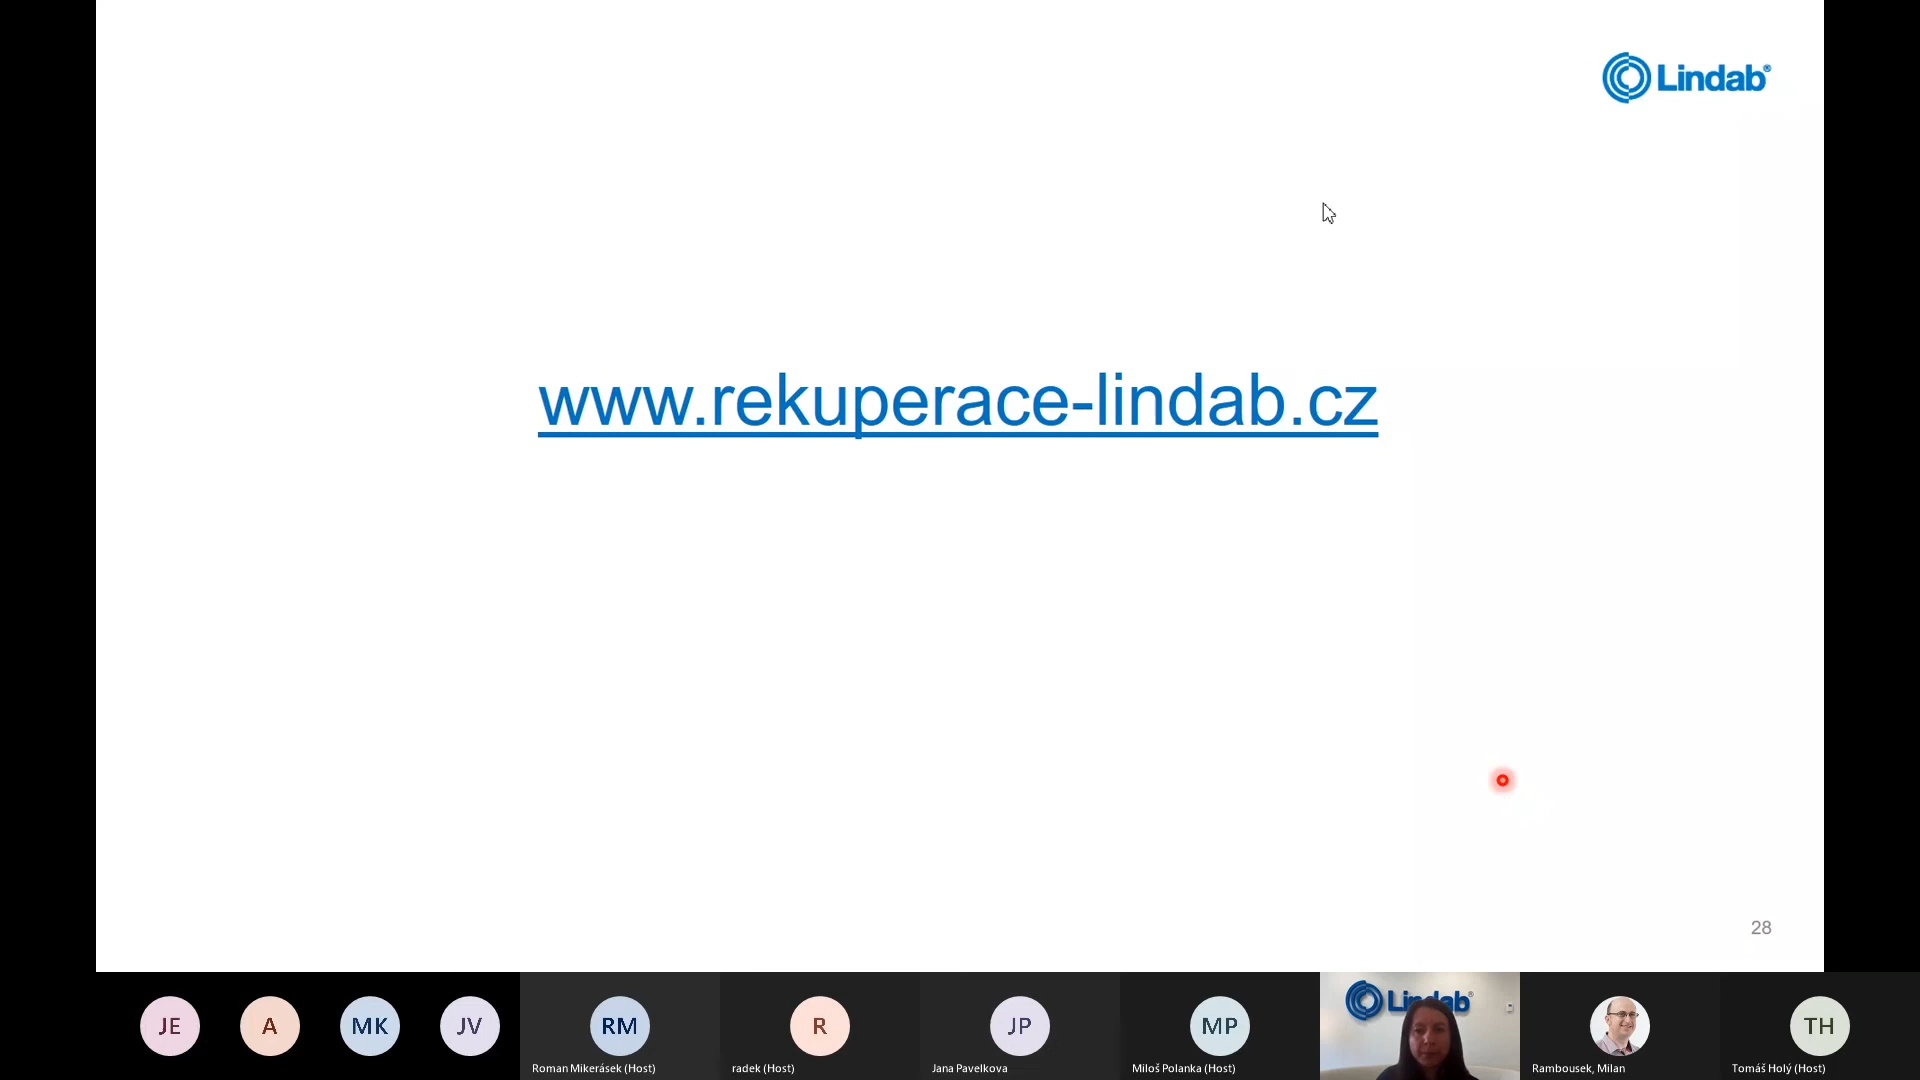 Lindab®
www.rekuperace-lindab.cz
28
JE
A
MK
JV
RM
R
JP
MP
Lindab®
TH
Roman Mikerásek (Host)
radek (Host)
Jana Pavelkova
Miloš Polanka (Host)
Rambousek, Milan
Tomáš Holý (Host)